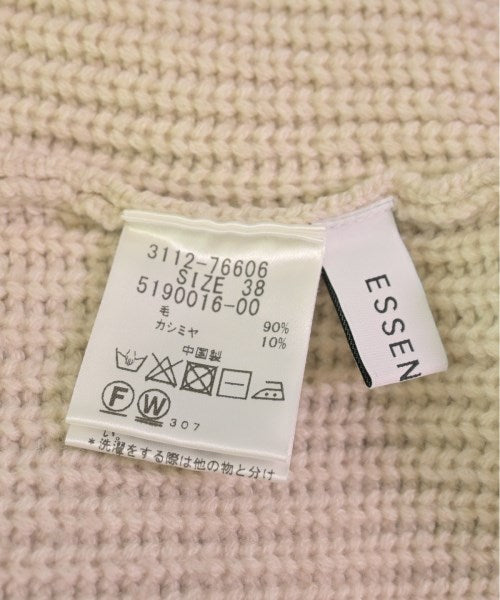 3112-76606
SIZE 38
5190016-00
毛 90%
カシミヤ 10%
中国製
F W 307
*洗濯をする際は他の物と分け
ESSEN